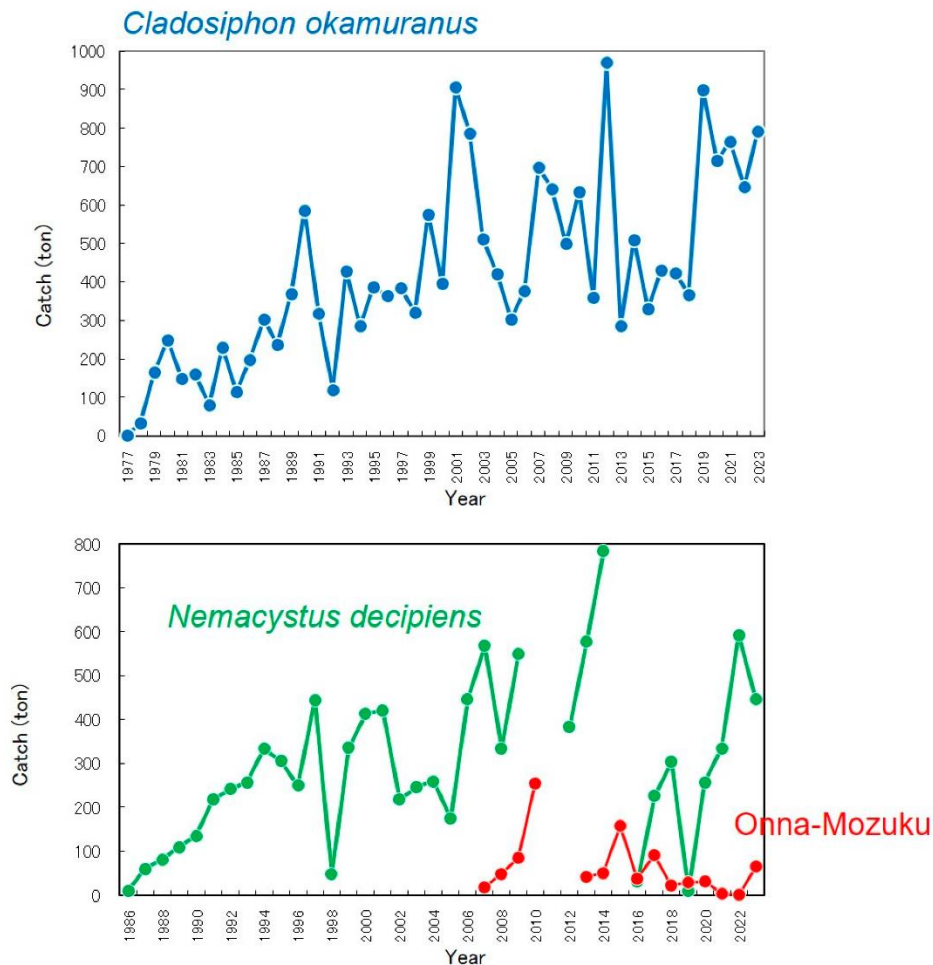 Cladosiphon okamuranus
1000
900
800
700
600
500
400
300
200
100
0
Catch (ton)
1977 1979 1981 1983 1985 1987 1989 1991 1993 1995 1997 1999 2001 2003 2005 2007 2009 2011 2013 2015 2017 2019 2021 2023
Year
800
700
600
500
400
300
200
100
0
Catch (ton)
Nemacystus decipiens
Onna-Mozuku
1986 1988 1990 1992 1994 1996 1998 2000 2002 2004 2006 2008 2010 2012 2014 2016 2018 2020 2022
Year